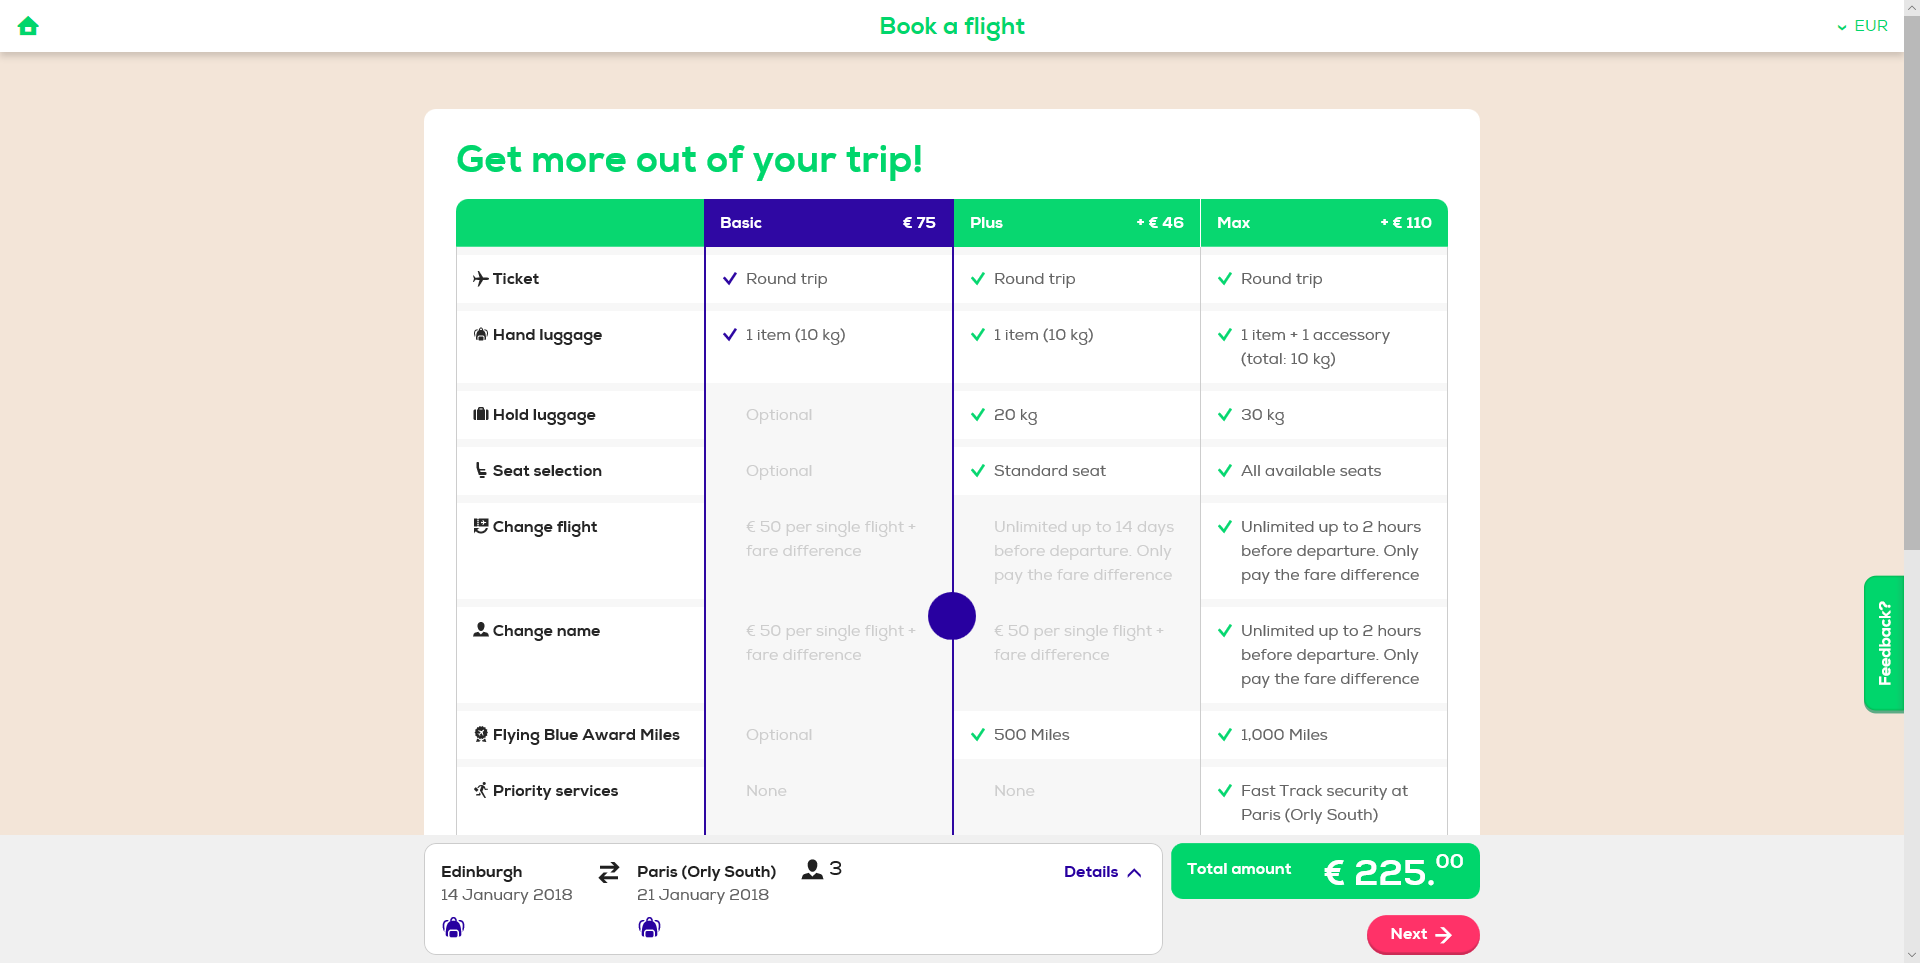 Book a flight
EUR
Get more out of your trip!
Basic € 75 Plus + € 46 Max + € 110
Ticket Round trip Round trip Round trip
Hand luggage 1 item (10 kg) 1 item (10 kg) 1 item + 1 accessory
(total: 10 kg)
Hold luggage Optional 20 kg 30 kg
Seat selection Optional Standard seat All available seats
Change flight € 50 per single flight + Unlimited up to 14 days Unlimited up to 2 hours
fare difference before departure. Only before departure. Only
pay the fare difference pay the fare difference
Change name € 50 per single flight + € 50 per single flight + Unlimited up to 2 hours
fare difference fare difference before departure. Only
pay the fare difference
Flying Blue Award Miles Optional 500 Miles 1,000 Miles
Priority services None None Fast Track security at
Paris (Orly South)
Feedback?
Edinburgh Paris (Orly South) 3 Details
14 January 2018 21 January 2018
Total amount € 225.00
Next